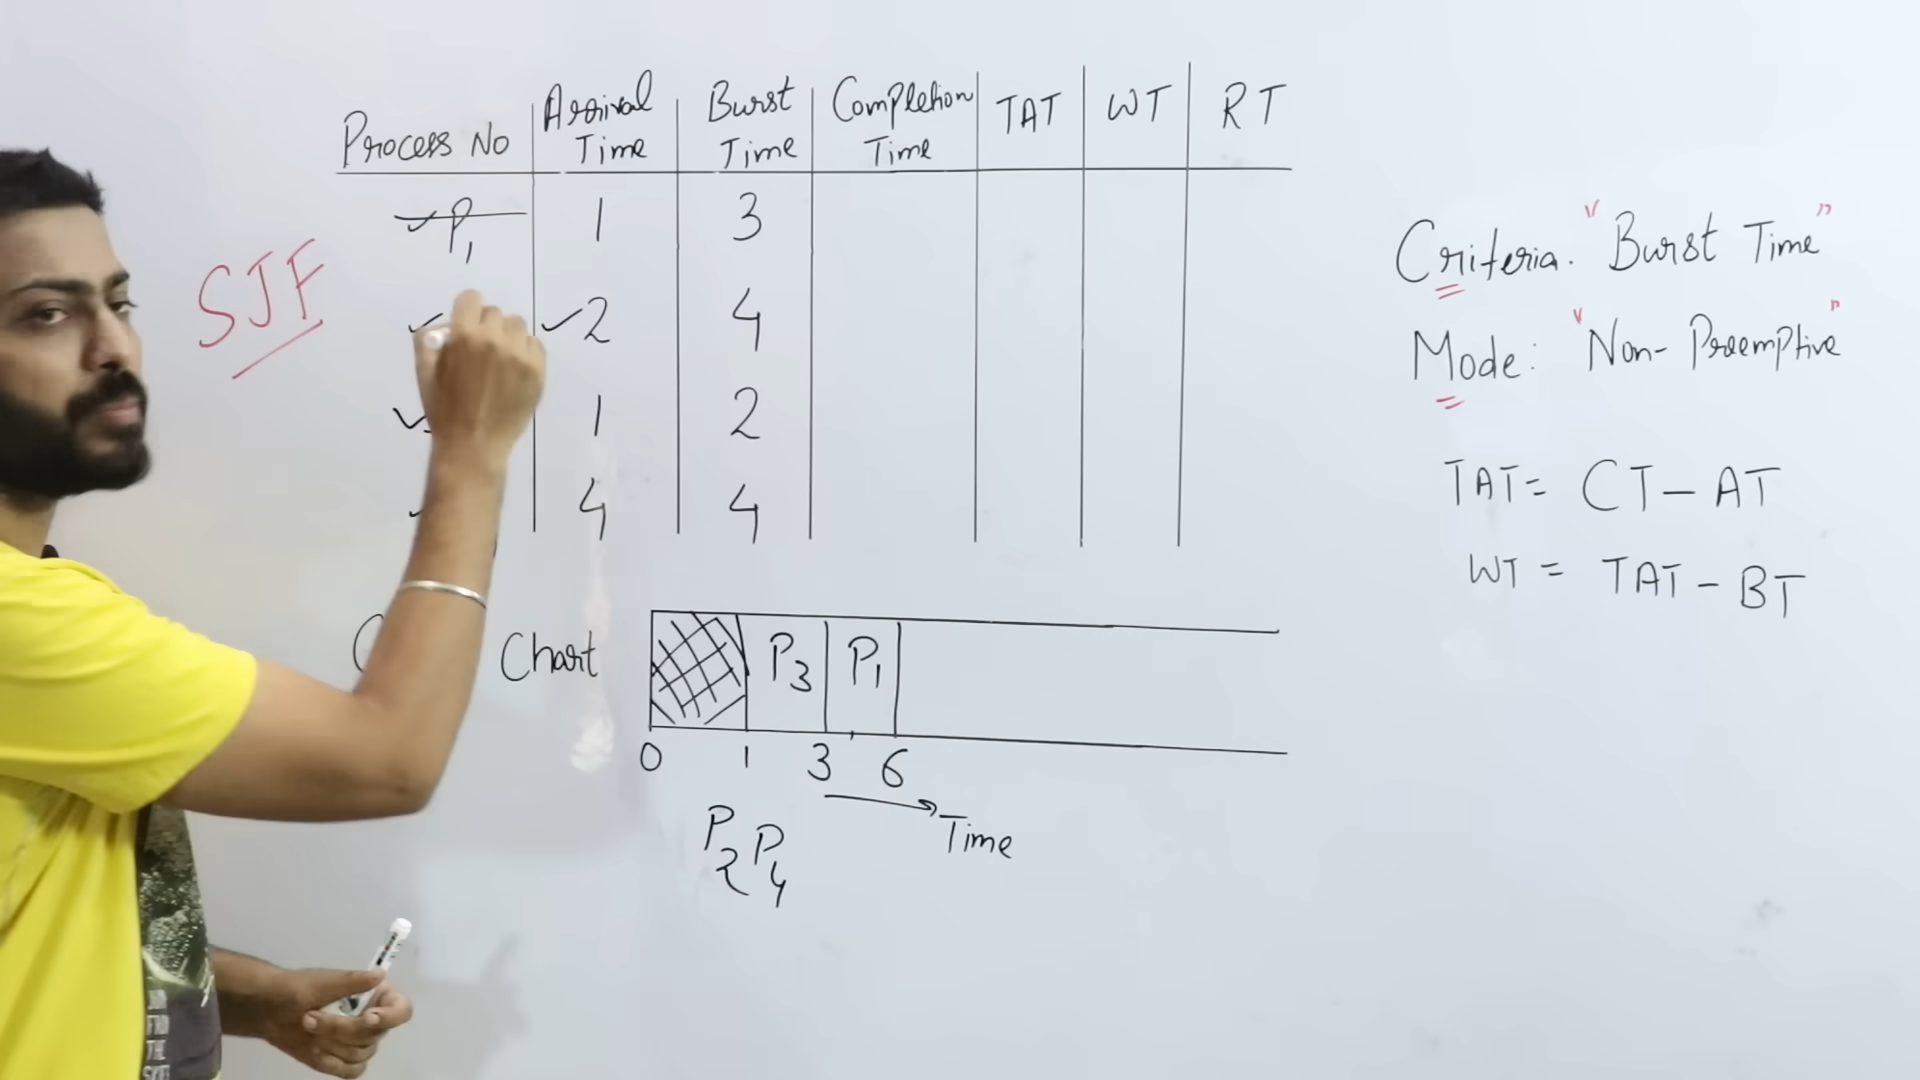 Process No Arrival Time Burst Time Completion Time TAT WT RT
P1 1 3
2 4
1 2
4 4
SJF
Criteria. "Burst Time"
Mode: "Non-Preemptive"
TAT= CT-AT
WT = TAT-BT
Chart
P3 P1
0 1 3 6
Time
P2 P4